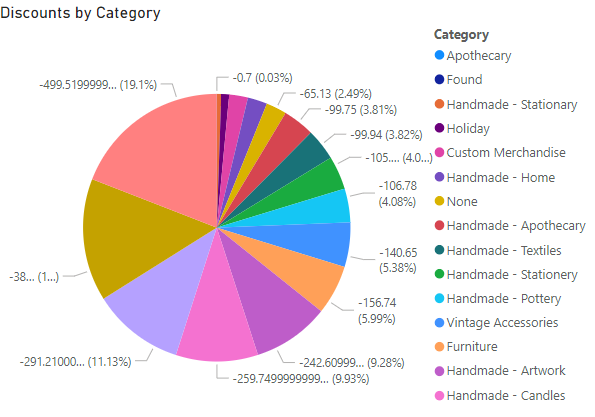 Discounts by Category
Category
Apothecary
Found
Handmade - Stationary
Holiday
Custom Merchandise
Handmade - Home
None
Handmade - Apothecary
Handmade - Textiles
Handmade - Stationery
Handmade - Pottery
Vintage Accessories
Furniture
Handmade - Artwork
Handmade - Candles
-0.7 (0.03%)
-65.13 (2.49%)
-99.75 (3.81%)
-99.94 (3.82%)
-105.... (4.0...)
-106.78
(4.08%)
-140.65
(5.38%)
-156.74
(5.99%)
-242.60999... (9.28%)
-259.7499999999... (9.93%)
-291.21000... (11.13%)
-38... (1...)
-499.5199999... (19.1%)